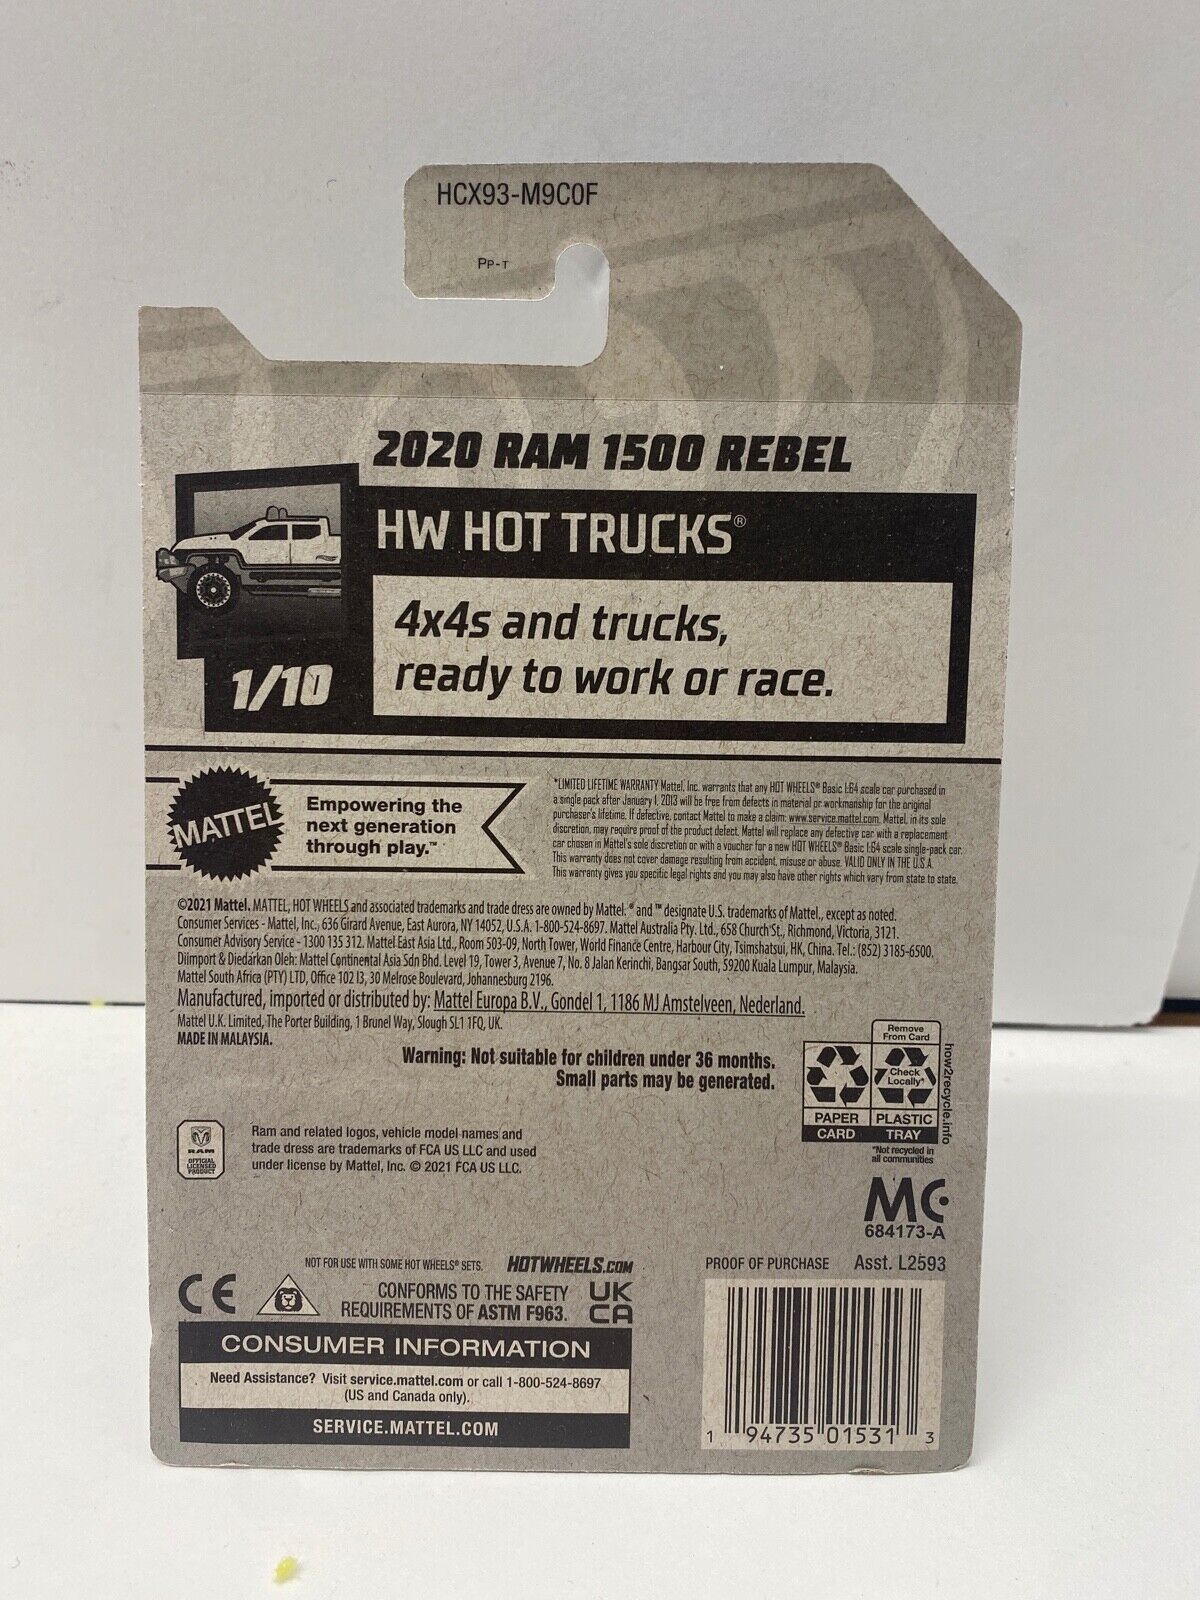 HCX93-M9C0F
PP-T
2020 RAM 1500 REBEL
HW HOT TRUCKS®
4x4s and trucks,
ready to work or race.
1/10
MATTEL
Empowering the
next generation
through play.™
*LIMITED LIFETIME WARRANTY Mattel, Inc. warrants that any HOT WHEELS® Basic 1:64 scale car purchased in
a single pack after January 1, 2013 will be free from defects in material or workmanship for the original
purchaser's lifetime. If defective, contact Mattel to make a claim: www.service.mattel.com. Mattel, in its sole
discretion, may require proof of the product defect. Mattel will replace any defective car with a replacement
car chosen in Mattel's sole discretion or with a voucher for a new HOT WHEELS® Basic 1:64 scale single-pack car.
This warranty does not cover damage resulting from accident, misuse or abuse. VALID ONLY IN THE U.S.A.
This warranty gives you specific legal rights and you may also have other rights which vary from state to state.
©2021 Mattel. MATTEL, HOT WHEELS and associated trademarks and trade dress are owned by Mattel. ® and ™ designate U.S. trademarks of Mattel., except as noted.
Consumer Services - Mattel, Inc., 636 Girard Avenue, East Aurora, NY 14052, U.S.A. 1-800-524-8697. Mattel Australia Pty. Ltd., 658 Church St., Richmond, Victoria, 3121.
Consumer Advisory Service - 1300 135 312. Mattel East Asia Ltd., Room 503-09, North Tower, World Finance Centre, Harbour City, Tsimshatsui, HK, China. Tel.: (852) 3185-6500.
Diimport & Diedarkan Oleh: Mattel Continental Asia Sdn Bhd. Level 19, Tower 3, Avenue 7, No. 8 Jalan Kerinchi, Bangsar South, 59200 Kuala Lumpur, Malaysia.
Mattel South Africa (PTY) LTD, Office 102 I3, 30 Melrose Boulevard, Johannesburg 2196.
Manufactured, imported or distributed by: Mattel Europa B.V., Gondel 1, 1186 MJ Amstelveen, Nederland.
Mattel U.K. Limited, The Porter Building, 1 Brunel Way, Slough SL1 1FQ, UK.
MADE IN MALAYSIA.
Warning: Not suitable for children under 36 months.
Small parts may be generated.
Remove
From Card
Check
Locally*
PAPER
CARD
PLASTIC
TRAY
*Not recycled in
all communities
how2recycle.info
RAM
OFFICIAL
LICENSED
PRODUCT
Ram and related logos, vehicle model names and
trade dress are trademarks of FCA US LLC and used
under license by Mattel, Inc. © 2021 FCA US LLC.
MC
684173-A
NOT FOR USE WITH SOME HOT WHEELS® SETS.
HOTWHEELS.COM
PROOF OF PURCHASE
Asst. L2593
CE
CONFORMS TO THE SAFETY
REQUIREMENTS OF ASTM F963.
UK
CA
CONSUMER INFORMATION
Need Assistance? Visit service.mattel.com or call 1-800-524-8697
(US and Canada only).
SERVICE.MATTEL.COM
1 94735 01531 3